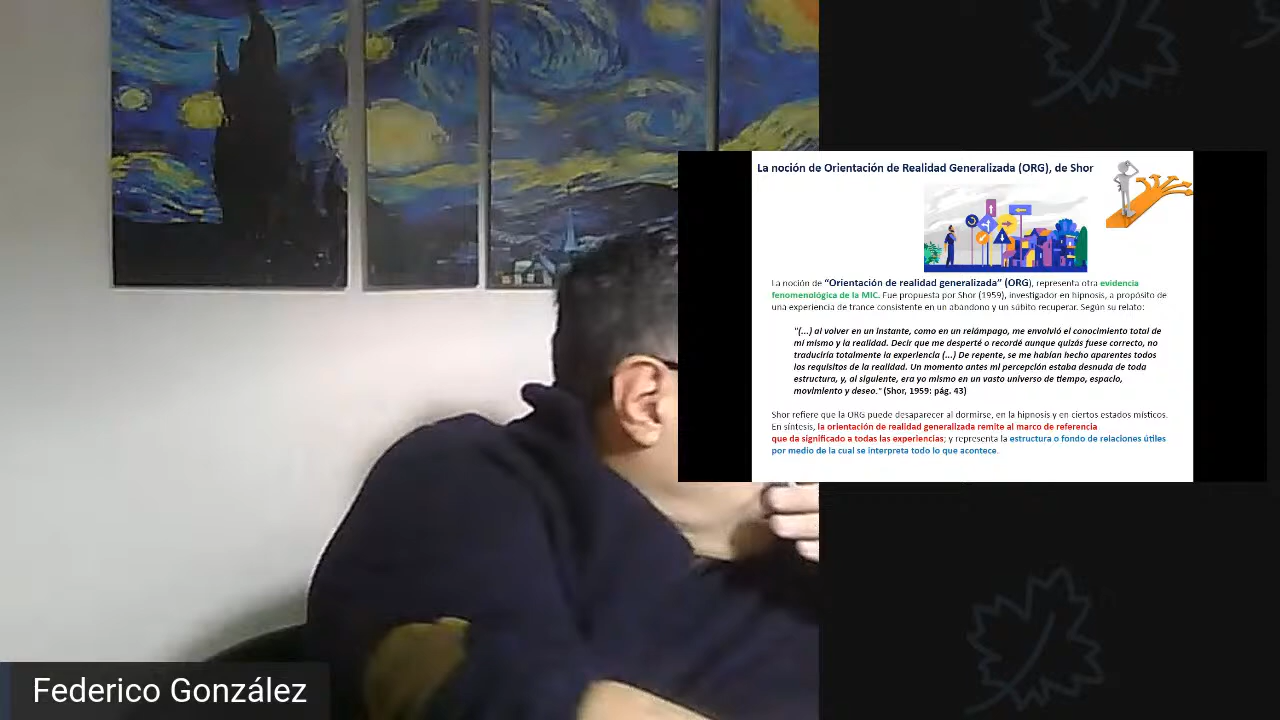 La noción de Orientación de Realidad Generalizada (ORG), de Shor
La noción de "Orientación de realidad generalizada" (ORG), representa otra evidencia
fenomenológica de la MIC. Fue propuesta por Shor (1959), investigador en hipnosis, a propósito de
una experiencia de trance consistente en un abandono y un súbito recuperar. Según su relato:
"(...) al volver en un instante, como en un relámpago, me envolvió el conocimiento total de
mí mismo y la realidad. Decir que me desperté o recordé aunque quizás fuese correcto, no
traduciría totalmente la experiencia (...) De repente, se me habían hecho aparentes todos
los requisitos de la realidad. Un momento antes mi percepción estaba desnuda de toda
estructura, y, al siguiente, era yo mismo en un vasto universo de tiempo, espacio,
movimiento y deseo." (Shor, 1959: pág. 43)
Shor refiere que la ORG puede desaparecer al dormirse, en la hipnosis y en ciertos estados místicos.
En síntesis, la orientación de realidad generalizada remite al marco de referencia
que da significado a todas las experiencias; y representa la estructura o fondo de relaciones útiles
por medio de la cual se interpreta todo lo que acontece.
Federico González